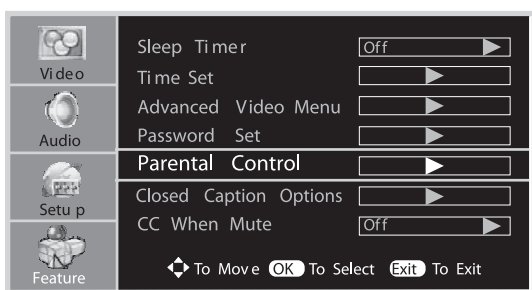 Video
Audio
Setup
Feature
Sleep Timer Off
Time Set
Advanced Video Menu
Password Set
Parental Control
Closed Caption Options
CC When Mute Off
To Move OK To Select Exit To Exit